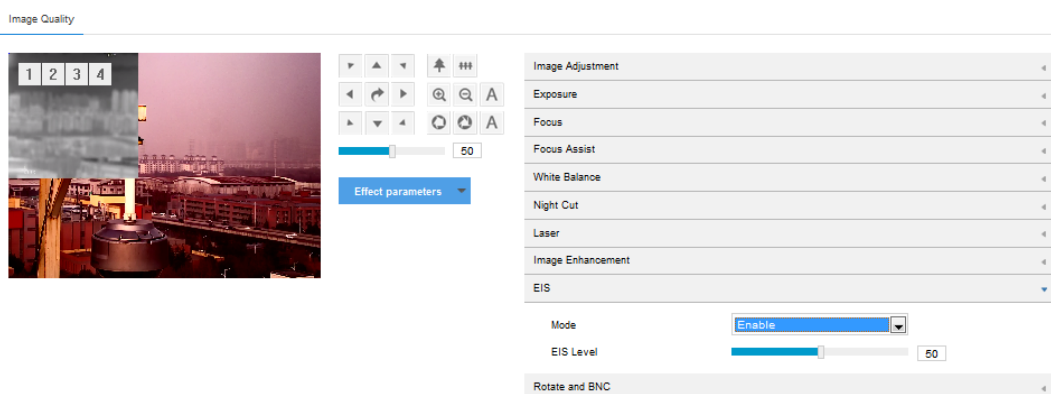 Image Quality
1 2 3 4
A
A
50
Effect parameters
Image Adjustment
Exposure
Focus
Focus Assist
White Balance
Night Cut
Laser
Image Enhancement
EIS
Mode Enable
EIS Level 50
Rotate and BNC